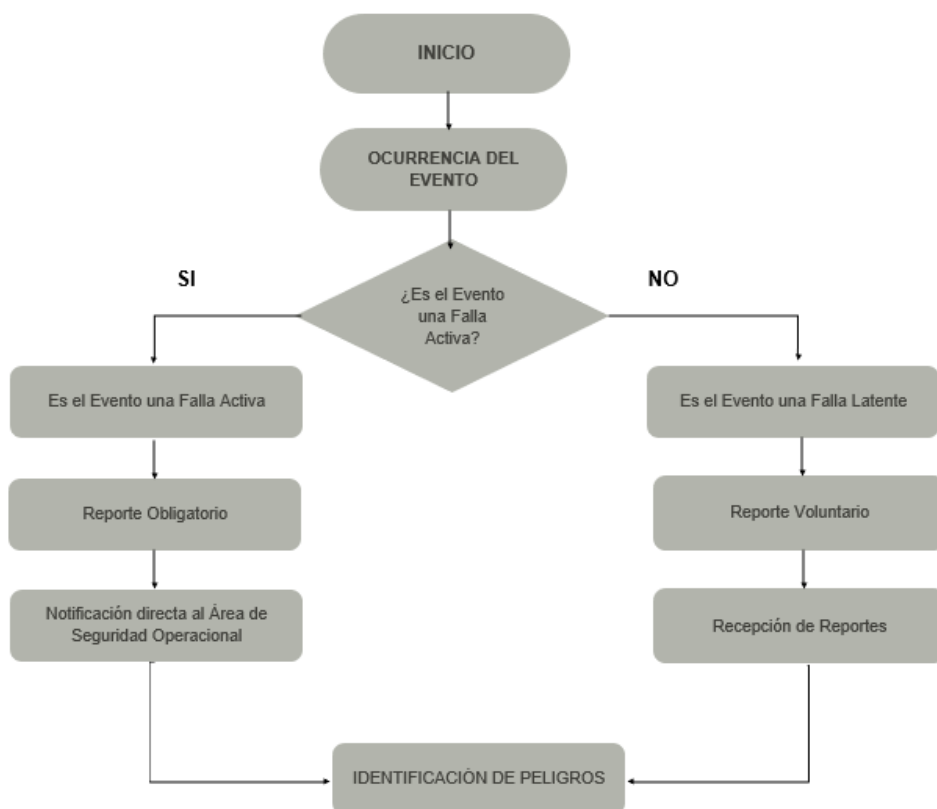 INICIO
OCURRENCIA DEL
EVENTO
SI
NO
¿Es el Evento
una Falla
Activa?
Es el Evento una Falla Activa
Es el Evento una Falla Latente
Reporte Obligatorio
Reporte Voluntario
Notificación directa al Área de
Seguridad Operacional
Recepción de Reportes
IDENTIFICACIÓN DE PELIGROS